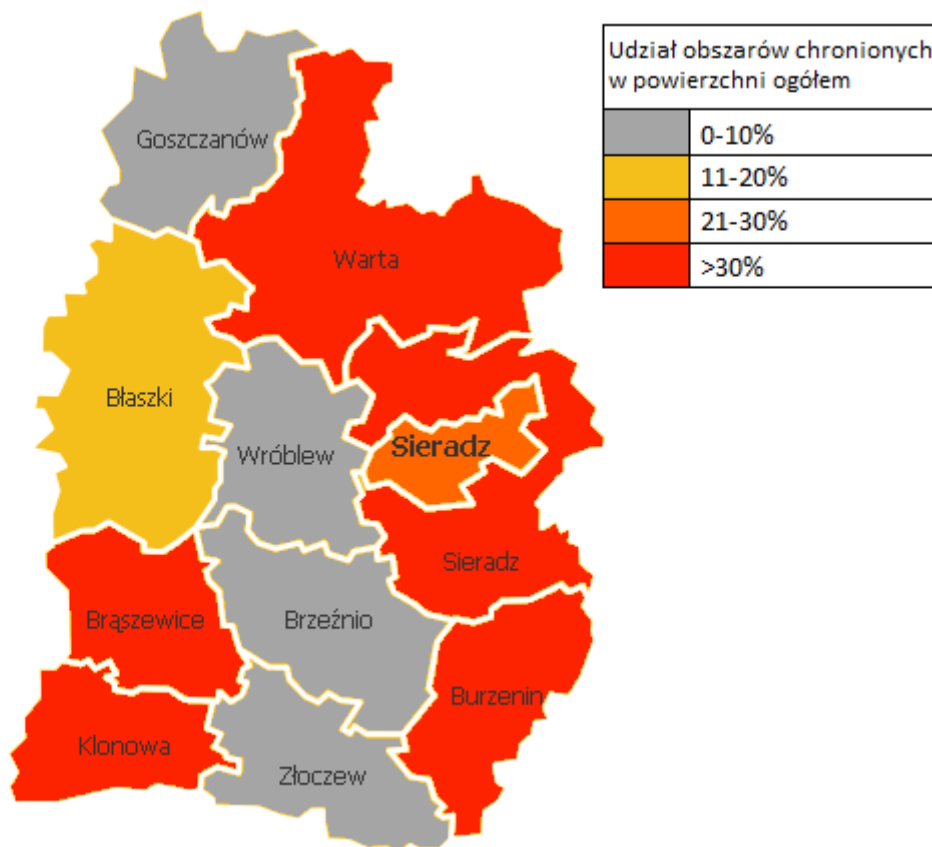 Udział obszarów chronionych
w powierzchni ogółem
0-10%
11-20%
21-30%
>30%
Goszczanów
Warta
Błaszki
Wróblew
Sieradz
Sieradz
Brąszewice
Brzeźnio
Burzenin
Klonowa
Złoczew